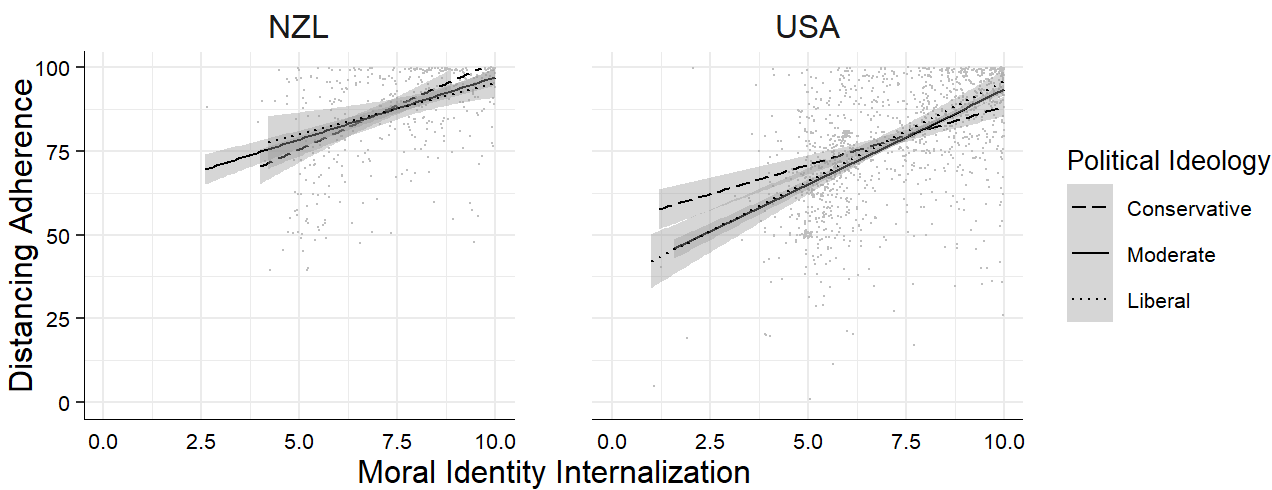 NZL
USA
Distancing Adherence
100
75
50
25
0
0.0 2.5 5.0 7.5 10.0
0.0 2.5 5.0 7.5 10.0
Moral Identity Internalization
Political Ideology
Conservative
Moderate
Liberal